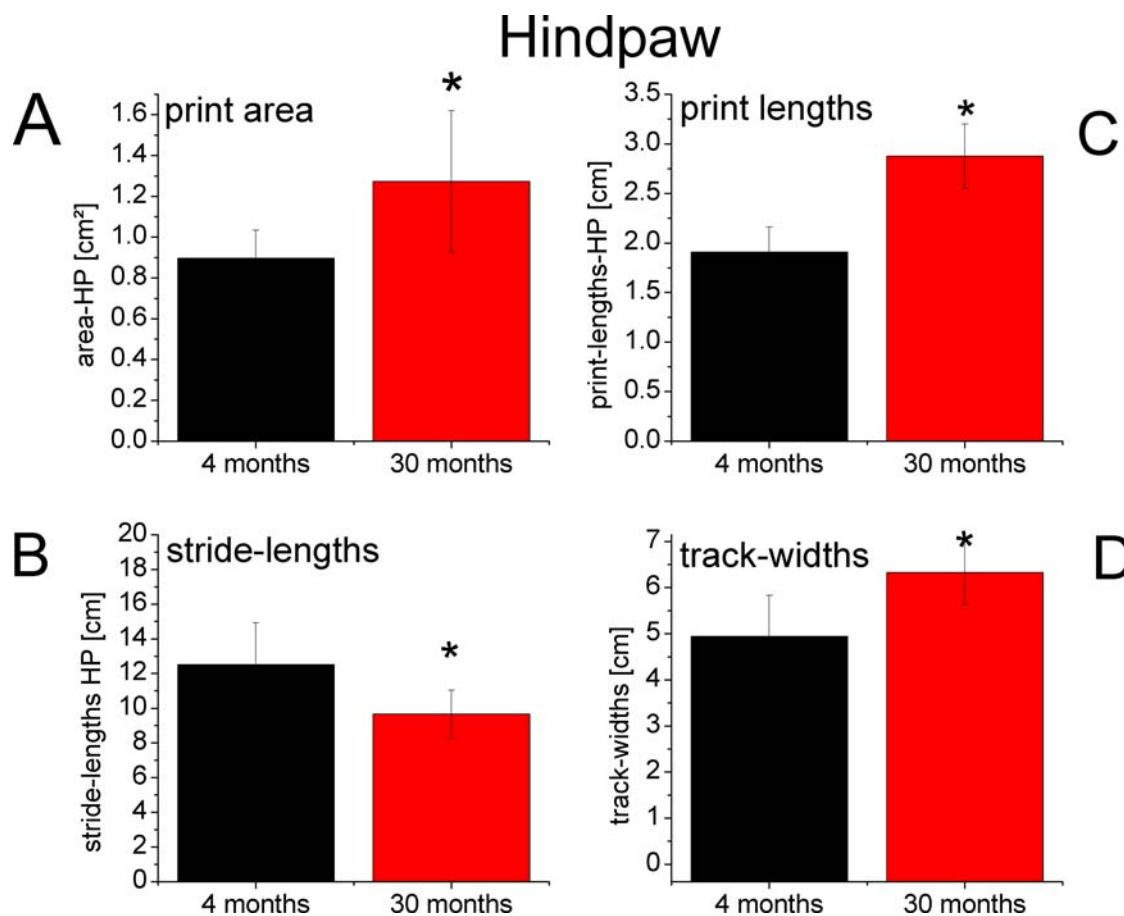 Hindpaw
A
print area
*
area-HP [cm²]
1.6
1.4
1.2
1.0
0.8
0.6
0.4
0.2
0.0
4 months
30 months
print lengths
*
C
print-lengths-HP [cm]
3.5
3.0
2.5
2.0
1.5
1.0
0.5
0.0
4 months
30 months
B
stride-lengths
*
stride-lengths HP [cm]
20
18
16
14
12
10
8
6
4
2
0
4 months
30 months
track-widths
*
D
track-widths [cm]
7
6
5
4
3
2
1
0
4 months
30 months